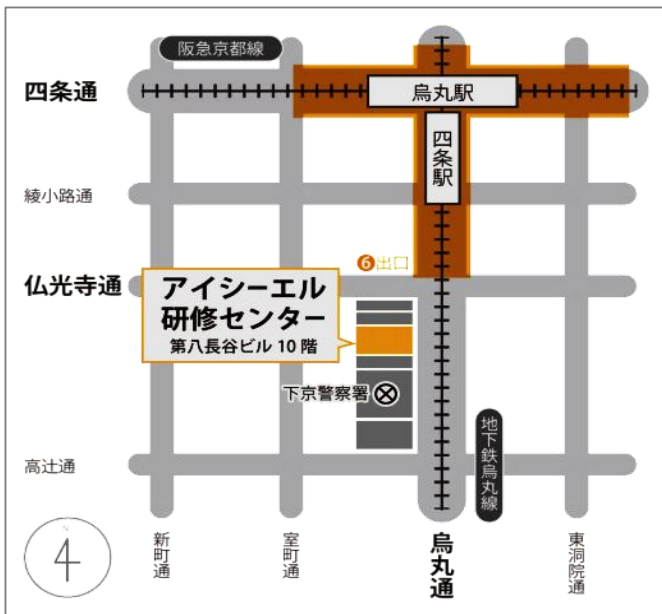 阪急京都線
四条通
烏丸駅
四条駅
綾小路通
❻出口
仏光寺通
アイシーエル
研修センター
第八長谷ビル 10 階
下京警察署
地下鉄烏丸線
高辻通
新町通
室町通
烏丸通
東洞院通